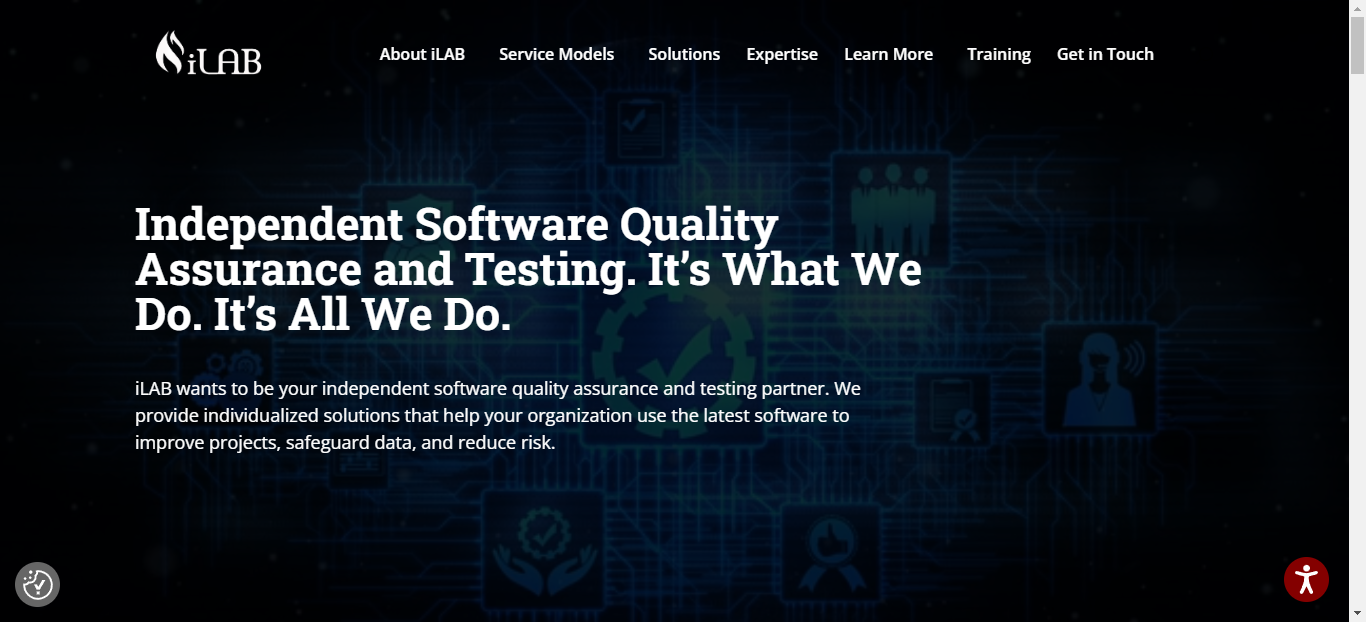 iLAB
About iLAB Service Models Solutions Expertise Learn More Training Get in Touch
Independent Software Quality
Assurance and Testing. It’s What We
Do. It’s All We Do.
iLAB wants to be your independent software quality assurance and testing partner. We
provide individualized solutions that help your organization use the latest software to
improve projects, safeguard data, and reduce risk.